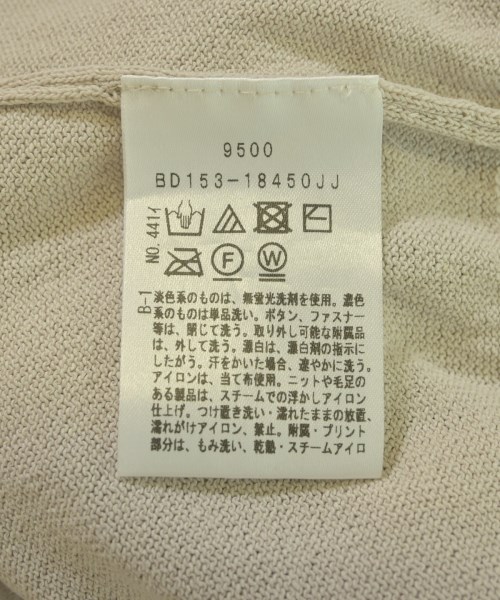 9500
BD153-18450JJ
NO. 441イ
F
W
B-1
淡色系のものは、無蛍光洗剤を使用。濃色
系のものは単品洗い。ボタン、ファスナー
等は、閉じて洗う。取り外し可能な附属品
は、外して洗う。漂白は、漂白剤の指示に
したがう。汗をかいた場合、速やかに洗う。
アイロンは、当て布使用。ニットや毛足の
ある製品は、スチームでの浮かしアイロン
仕上げ。つけ置き洗い・濡れたままの放置、
濡れがけアイロン、禁止。附属・プリント
部分は、もみ洗い、乾熱・スチームアイロ